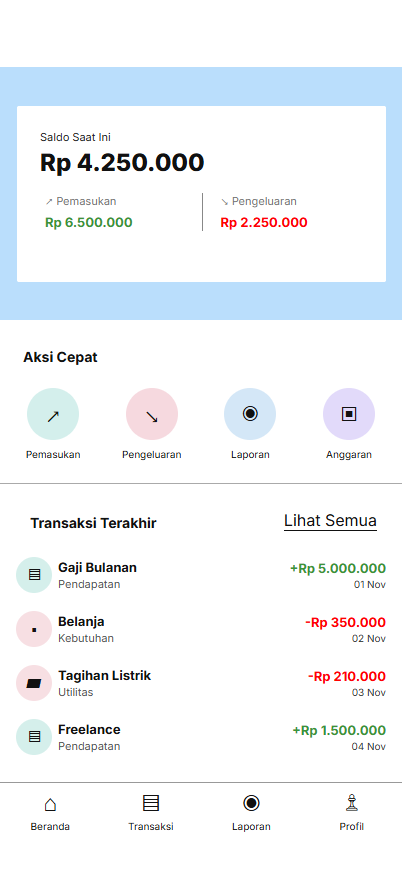 Saldo Saat Ini
Rp 4.250.000
↗ Pemasukan
Rp 6.500.000
↘ Pengeluaran
Rp 2.250.000
Aksi Cepat
Pemasukan
Pengeluaran
Laporan
Anggaran
Transaksi Terakhir
Lihat Semua
Gaji Bulanan
+Rp 5.000.000
Pendapatan
01 Nov
Belanja
-Rp 350.000
Kebutuhan
02 Nov
Tagihan Listrik
-Rp 210.000
Utilitas
03 Nov
Freelance
+Rp 1.500.000
Pendapatan
04 Nov
Beranda
Transaksi
Laporan
Profil